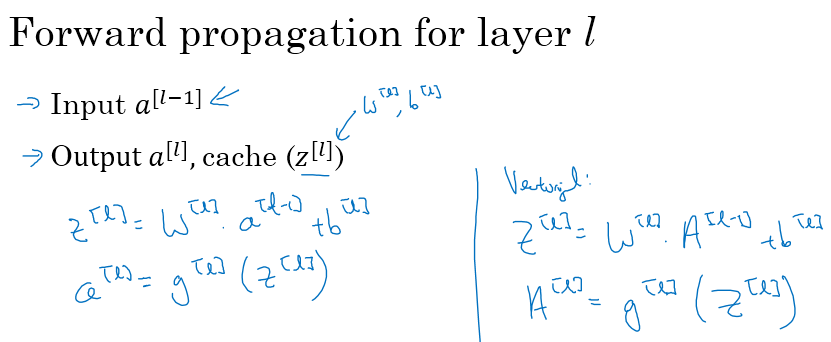 Forward propagation for layer l
→ Input a^[l-1]
w^[l], b^[l]
→ Output a^[l], cache (z^[l])
z^[l] = W^[l] · a^[l-1] + b^[l]
a^[l] = g^[l] (z^[l])
Vectorized:
Z^[l] = W^[l] · A^[l-1] + b^[l]
A^[l] = g^[l] (Z^[l])